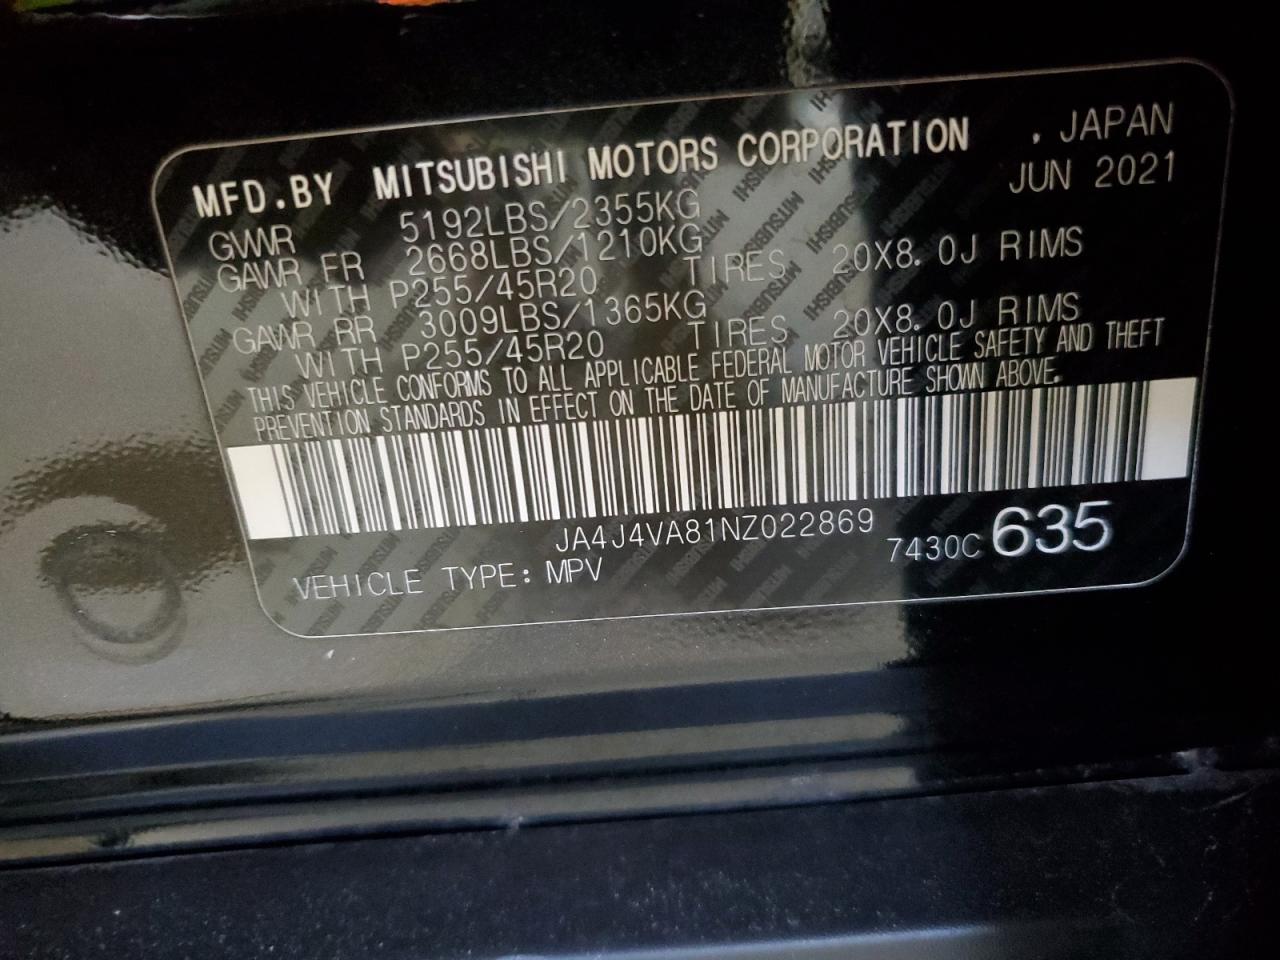 MFD.BY MITSUBISHI MOTORS CORPORATION , JAPAN
JUN 2021
GVWR 5192LBS/2355KG
GAWR FR 2668LBS/1210KG
WITH P255/45R20 TIRES 20X8.0J RIMS
GAWR RR 3009LBS/1365KG
WITH P255/45R20 TIRES 20X8.0J RIMS
THIS VEHICLE CONFORMS TO ALL APPLICABLE FEDERAL MOTOR VEHICLE SAFETY AND THEFT
PREVENTION STANDARDS IN EFFECT ON THE DATE OF MANUFACTURE SHOWN ABOVE.
JA4J4VA81NZ022869
7430C 635
VEHICLE TYPE: MPV